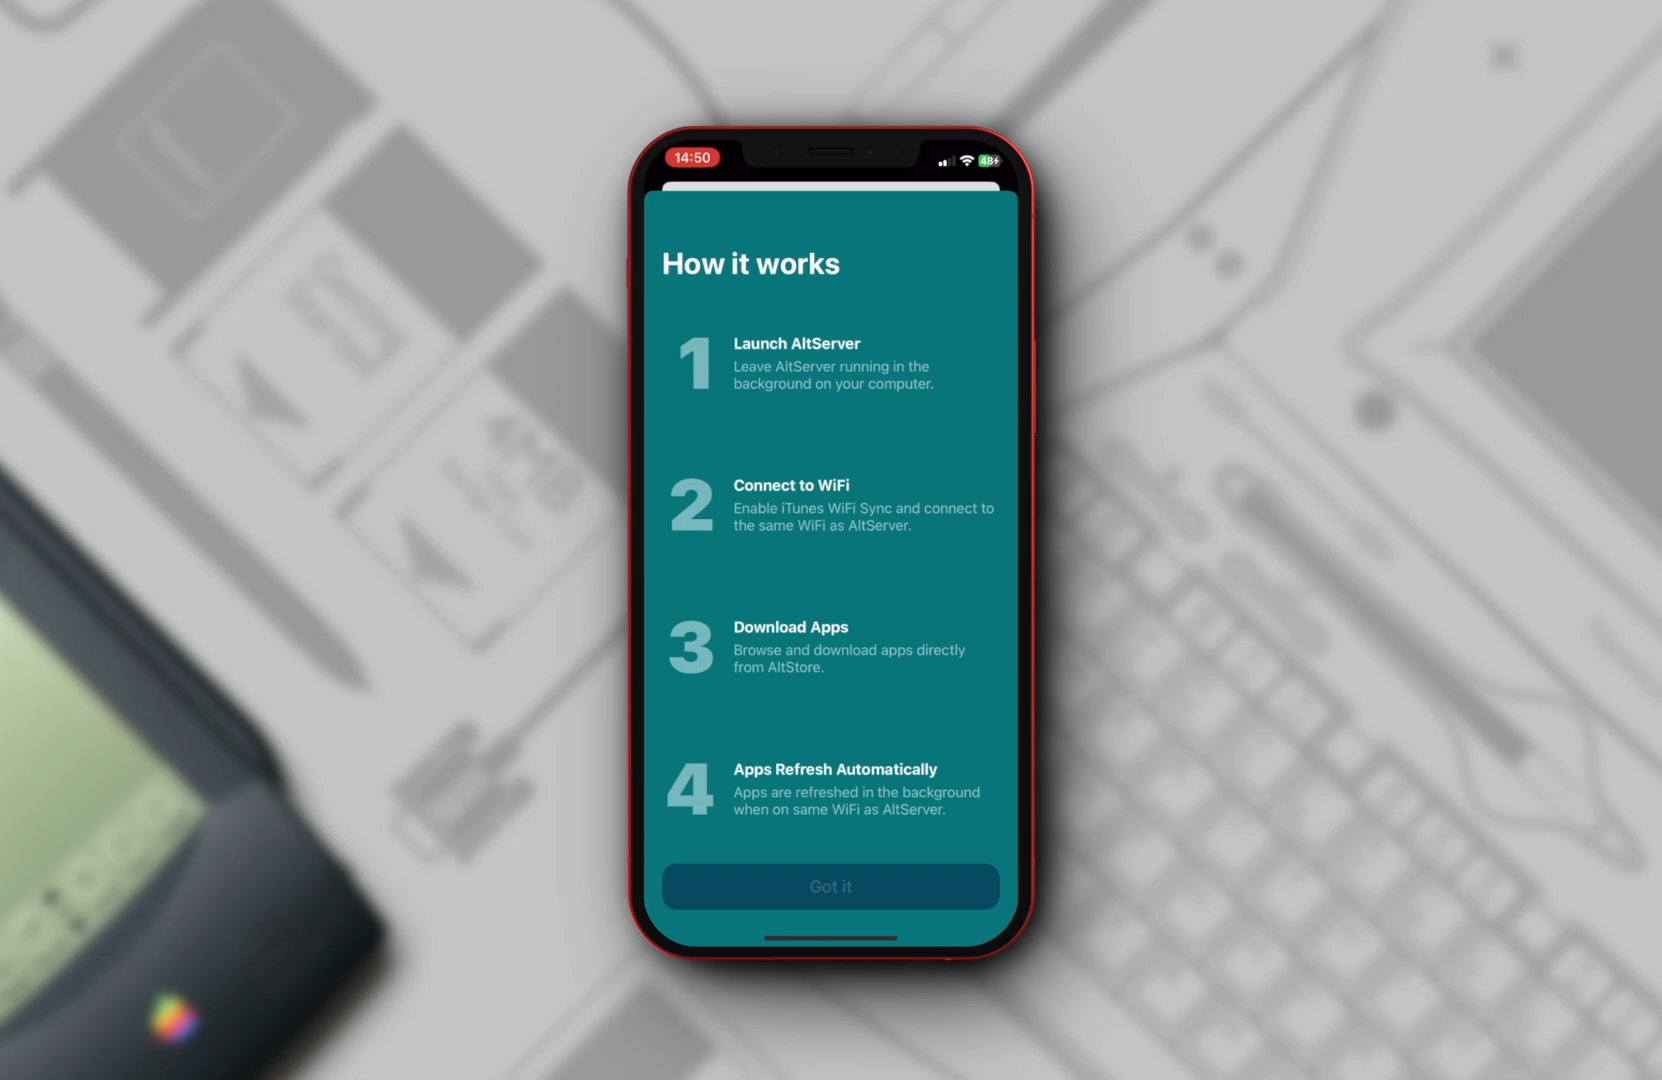 14:50
48
How it works
1
Launch AltServer
Leave AltServer running in the
background on your computer.
2
Connect to WiFi
Enable iTunes WiFi Sync and connect to
the same WiFi as AltServer.
3
Download Apps
Browse and download apps directly
from AltStore.
4
Apps Refresh Automatically
Apps are refreshed in the background
when on same WiFi as AltServer.
Got it
4MB